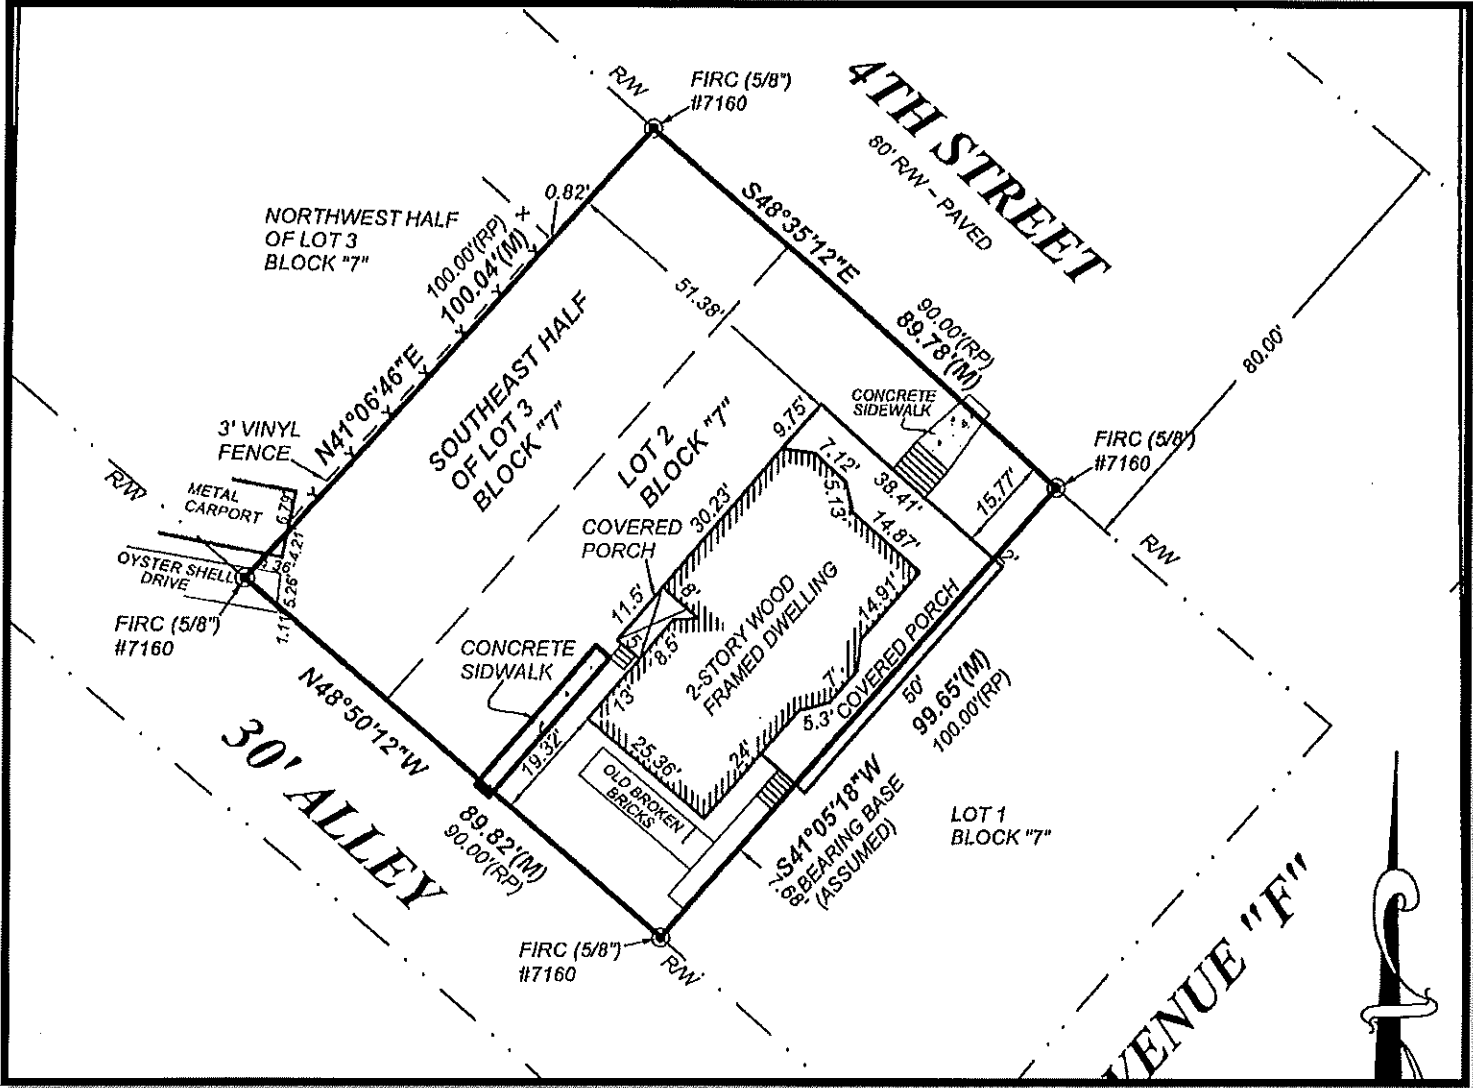 R/W
FIRC (5/8")
#7160
4TH STREET
80' R/W - PAVED
NORTHWEST HALF
OF LOT 3
BLOCK "7"
0.82'
100.00'(RP)
100.04'(M)
N41°06'46"E
S48°35'12"E
90.00'(RP)
89.78'(M)
51.38'
80.00'
SOUTHEAST HALF
OF LOT 3
BLOCK "7"
LOT 2
BLOCK "7"
CONCRETE
SIDEWALK
FIRC (5/8')
#7160
R/W
3' VINYL
FENCE
R/W
METAL
CARPORT
6.79'
4.21'
OYSTER SHELL
DRIVE
5.26'
1.11'
FIRC (5/8")
#7160
9.75'
7.12'
5.13'
38.41'
14.87'
15.77'
2'
30.23'
COVERED
PORCH
11.5'
8'
5'
8.5'
13'
14.91'
2-STORY WOOD
FRAMED DWELLING
COVERED PORCH
7'
5.3'
50'
24'
CONCRETE
SIDWALK
19.32'
25.36'
OLD BROKEN
BRICKS
99.65'(M)
100.00'(RP)
S41°05'18"W
BEARING BASE
(ASSUMED)
7.68'
LOT 1
BLOCK "7"
N48°50'12"W
30' ALLEY
89.82'(M)
90.00'(RP)
FIRC (5/8")
#7160
R/W
VENUE "F"